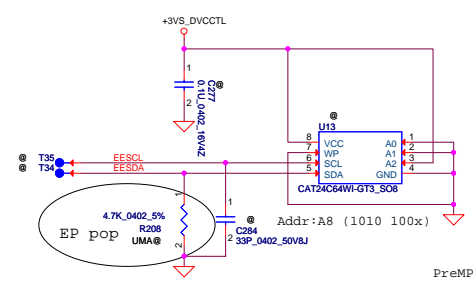 +3VS_DVCCTL
1
@
C277
0.1U_0402_16V4Z
2
@
U13
8 VCC A0 1
7 WP A1 2
6 SCL A2 3
5 SDA GND 4
CAT24C64WI-GT3_SO8
@ T35 EESCL
@ T34 EESDA
1
1
4.7K_0402_5%
R208
UMA@
2
EP pop
@
C284
2 33P_0402_50V8J
Addr:A8 (1010 100x)
PreMP